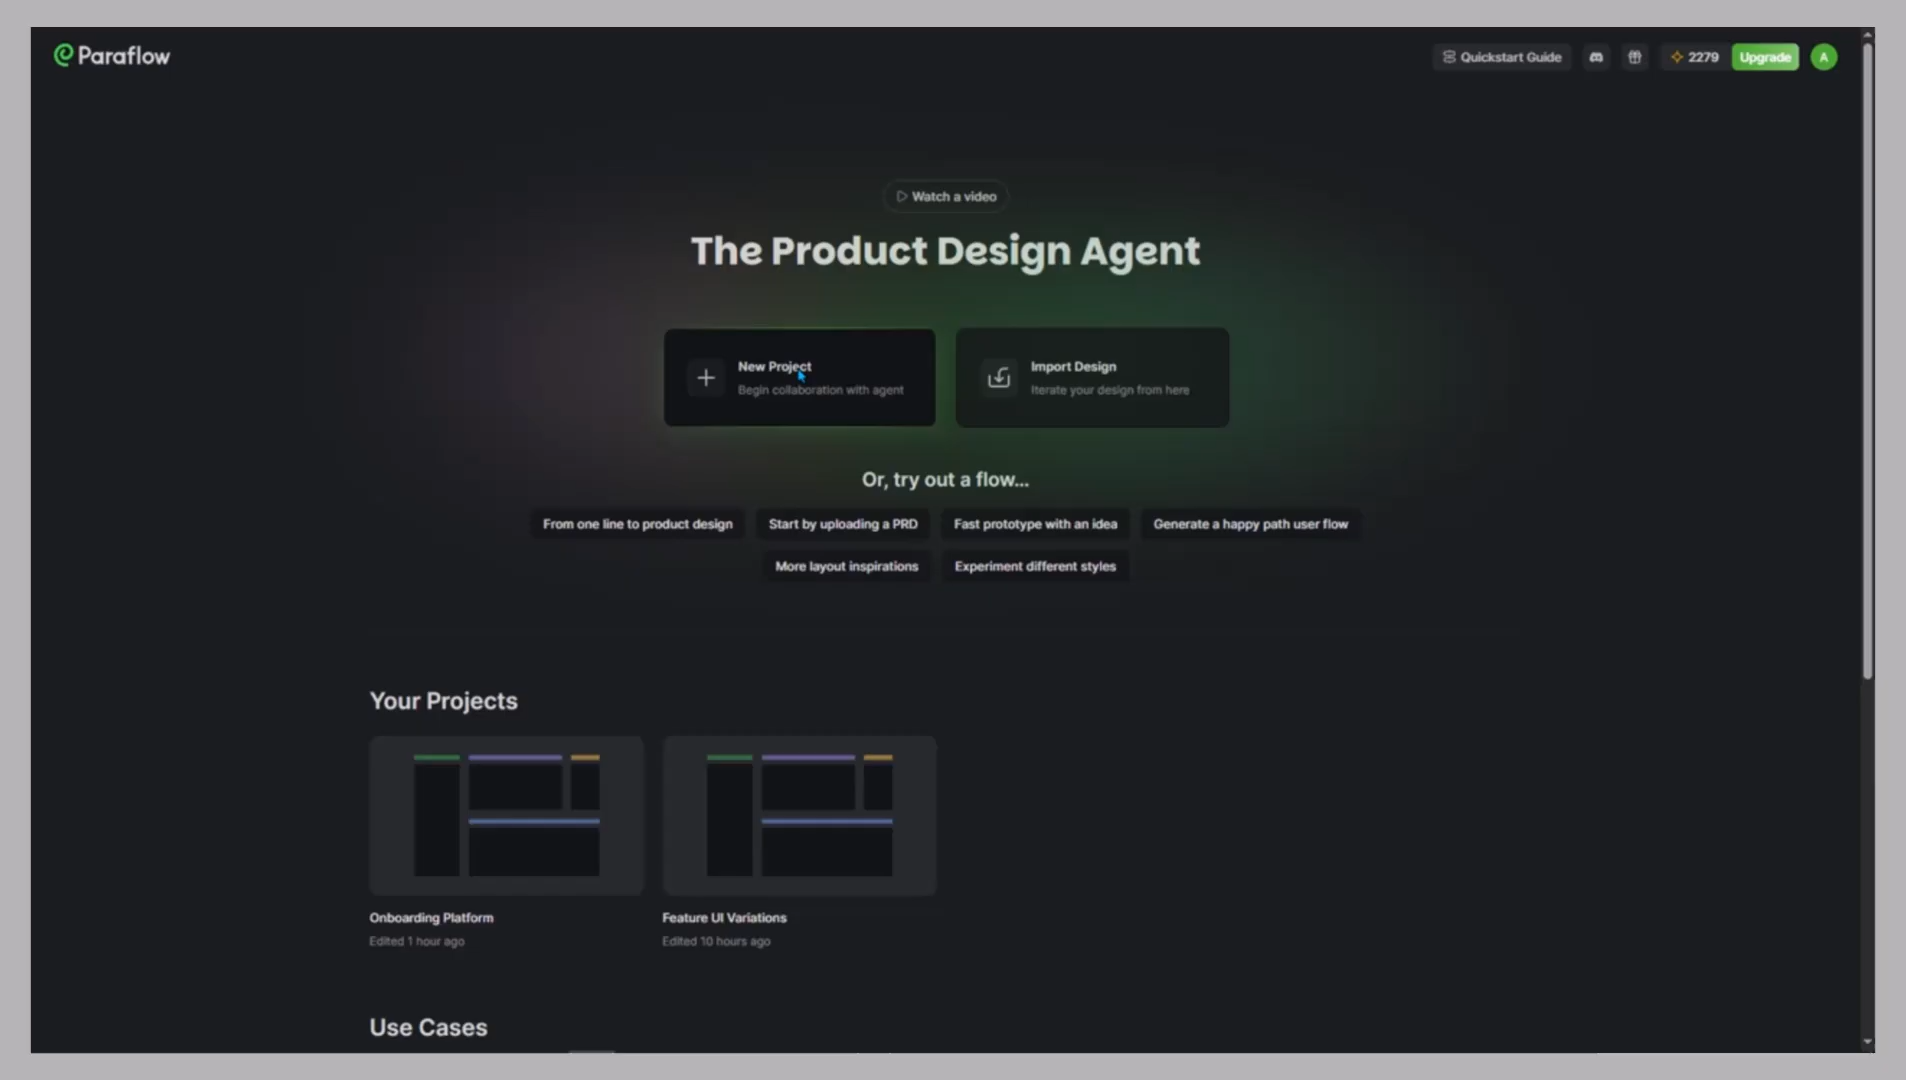 Paraflow
Quickstart Guide
2279
Upgrade
A
Watch a video
The Product Design Agent
New Project
Begin collaboration with agent
Import Design
Iterate your design from here
Or, try out a flow...
From one line to product design
Start by uploading a PRD
Fast prototype with an idea
Generate a happy path user flow
More layout inspirations
Experiment different styles
Your Projects
Onboarding Platform
Edited 1 hour ago
Feature UI Variations
Edited 10 hours ago
Use Cases